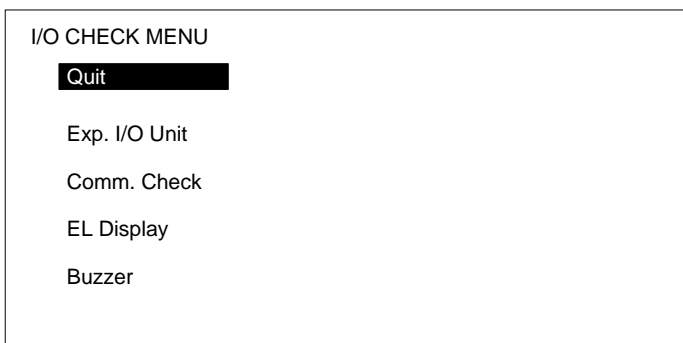 I/O CHECK MENU
Quit
Exp. I/O Unit
Comm. Check
EL Display
Buzzer